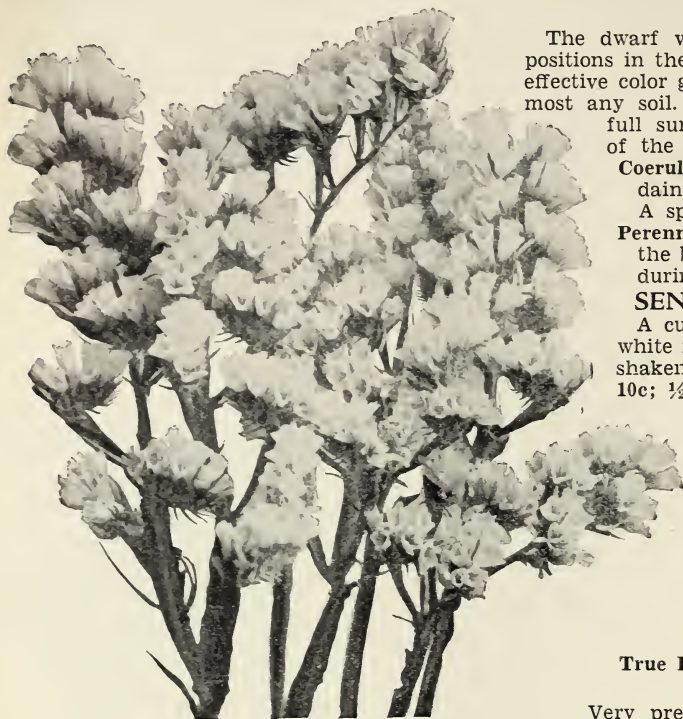 The dwarf v
positions in the
effective color g
most any soil.
full sun
of the
Coerul
dain
A sp
Perenn
the
durin
SEN
A cu
white
shaken
10c; ½
True
Very pre